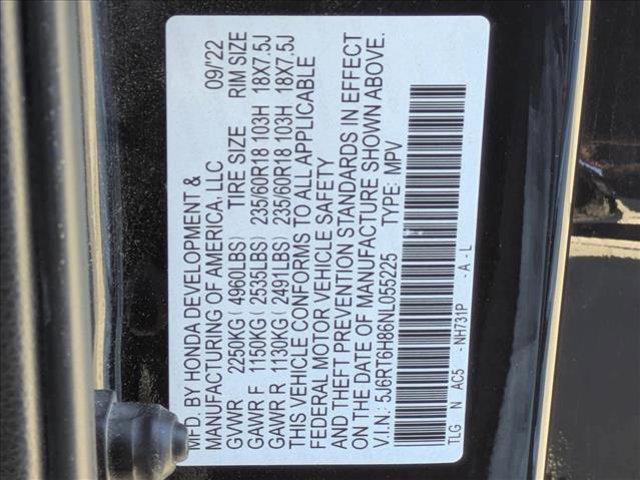 MFD. BY HONDA DEVELOPMENT &
MANUFACTURING OF AMERICA, LLC 09/22
GVWR 2250KG( 4960LBS) TIRE SIZE RIM SIZE
GAWR F 1150KG( 2535LBS) 235/60R18 103H 18X7.5J
GAWR R 1130KG( 2491LBS) 235/60R18 103H 18X7.5J
THIS VEHICLE CONFORMS TO ALL APPLICABLE
FEDERAL MOTOR VEHICLE SAFETY
AND THEFT PREVENTION STANDARDS IN EFFECT
ON THE DATE OF MANUFACTURE SHOWN ABOVE.
V.I.N.: 5J6RT6H86NL055225 TYPE: MPV
TLG N AC5 -NH731P -A-L